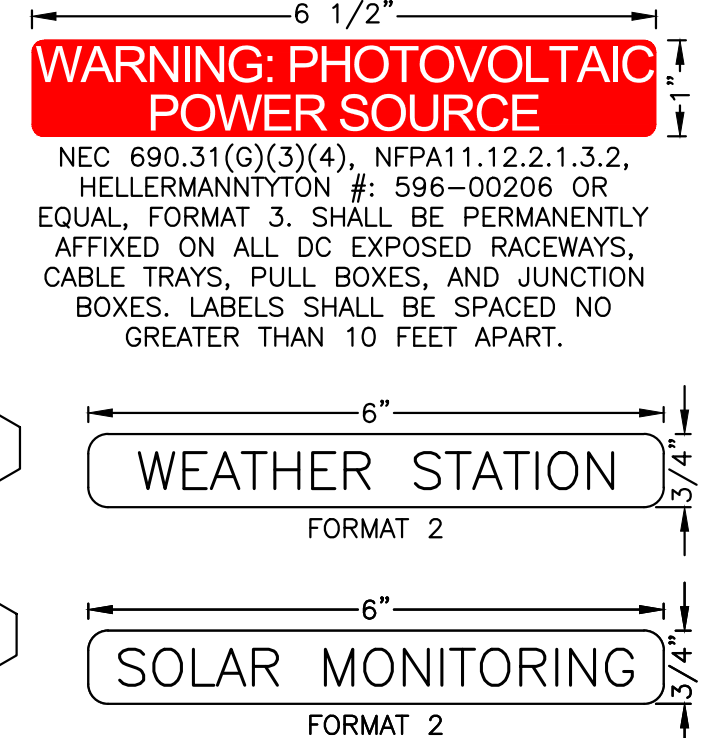 6 1/2”
WARNING: PHOTOVOLTAIC
POWER SOURCE
1”
NEC 690.31(G)(3)(4), NFPA11.12.2.1.3.2,
HELLERMANNTYTON #: 596-00206 OR
EQUAL, FORMAT 3. SHALL BE PERMANENTLY
AFFIXED ON ALL DC EXPOSED RACEWAYS,
CABLE TRAYS, PULL BOXES, AND JUNCTION
BOXES. LABELS SHALL BE SPACED NO
GREATER THAN 10 FEET APART.
6”
WEATHER STATION
3/4”
FORMAT 2
6”
SOLAR MONITORING
3/4”
FORMAT 2